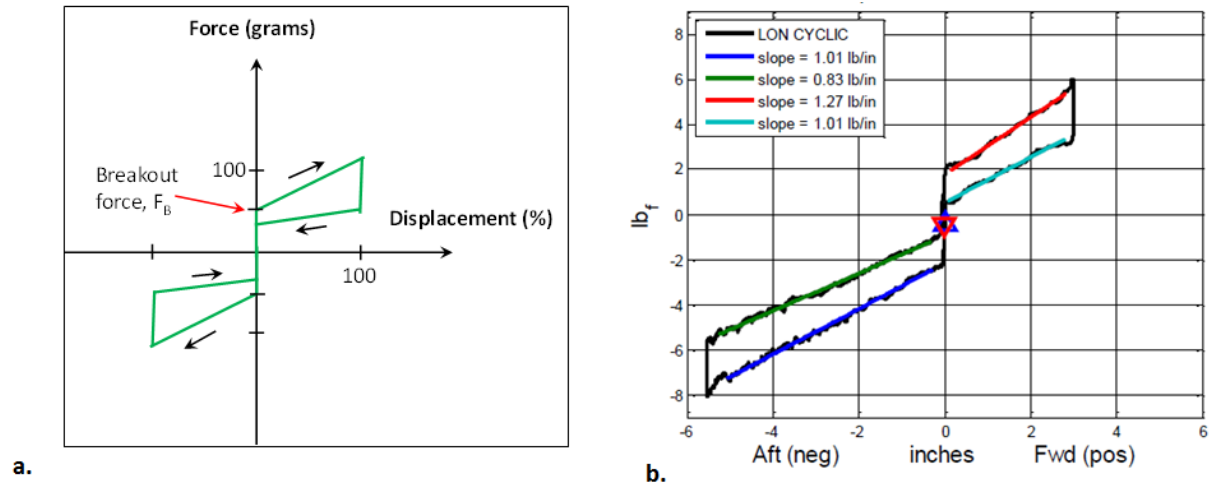 Force (grams)
100
Breakout
force, F_B
Displacement (%)
100
a.
LON CYCLIC
slope = 1.01 lb/in
slope = 0.83 lb/in
slope = 1.27 lb/in
slope = 1.01 lb/in
8
6
4
2
0
-2
-4
-6
-8
lb_f
-6 -4 -2 0 2 4 6
Aft (neg) inches Fwd (pos)
b.